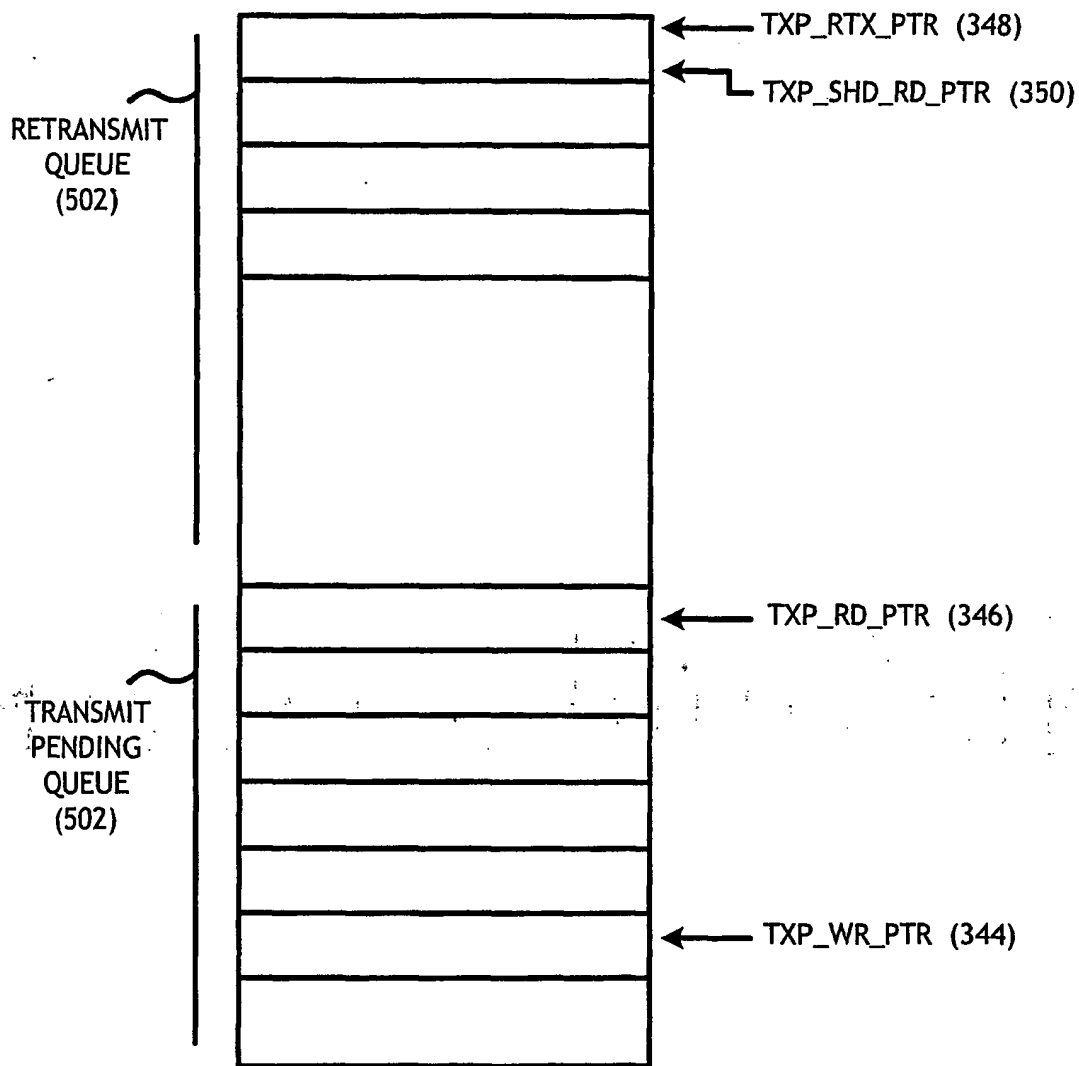 TXP_RTX_PTR (348)
TXP_SHD_RD_PTR (350)
RETRANSMIT
QUEUE
(502)
TXP_RD_PTR (346)
TRANSMIT
PENDING
QUEUE
(502)
TXP_WR_PTR (344)